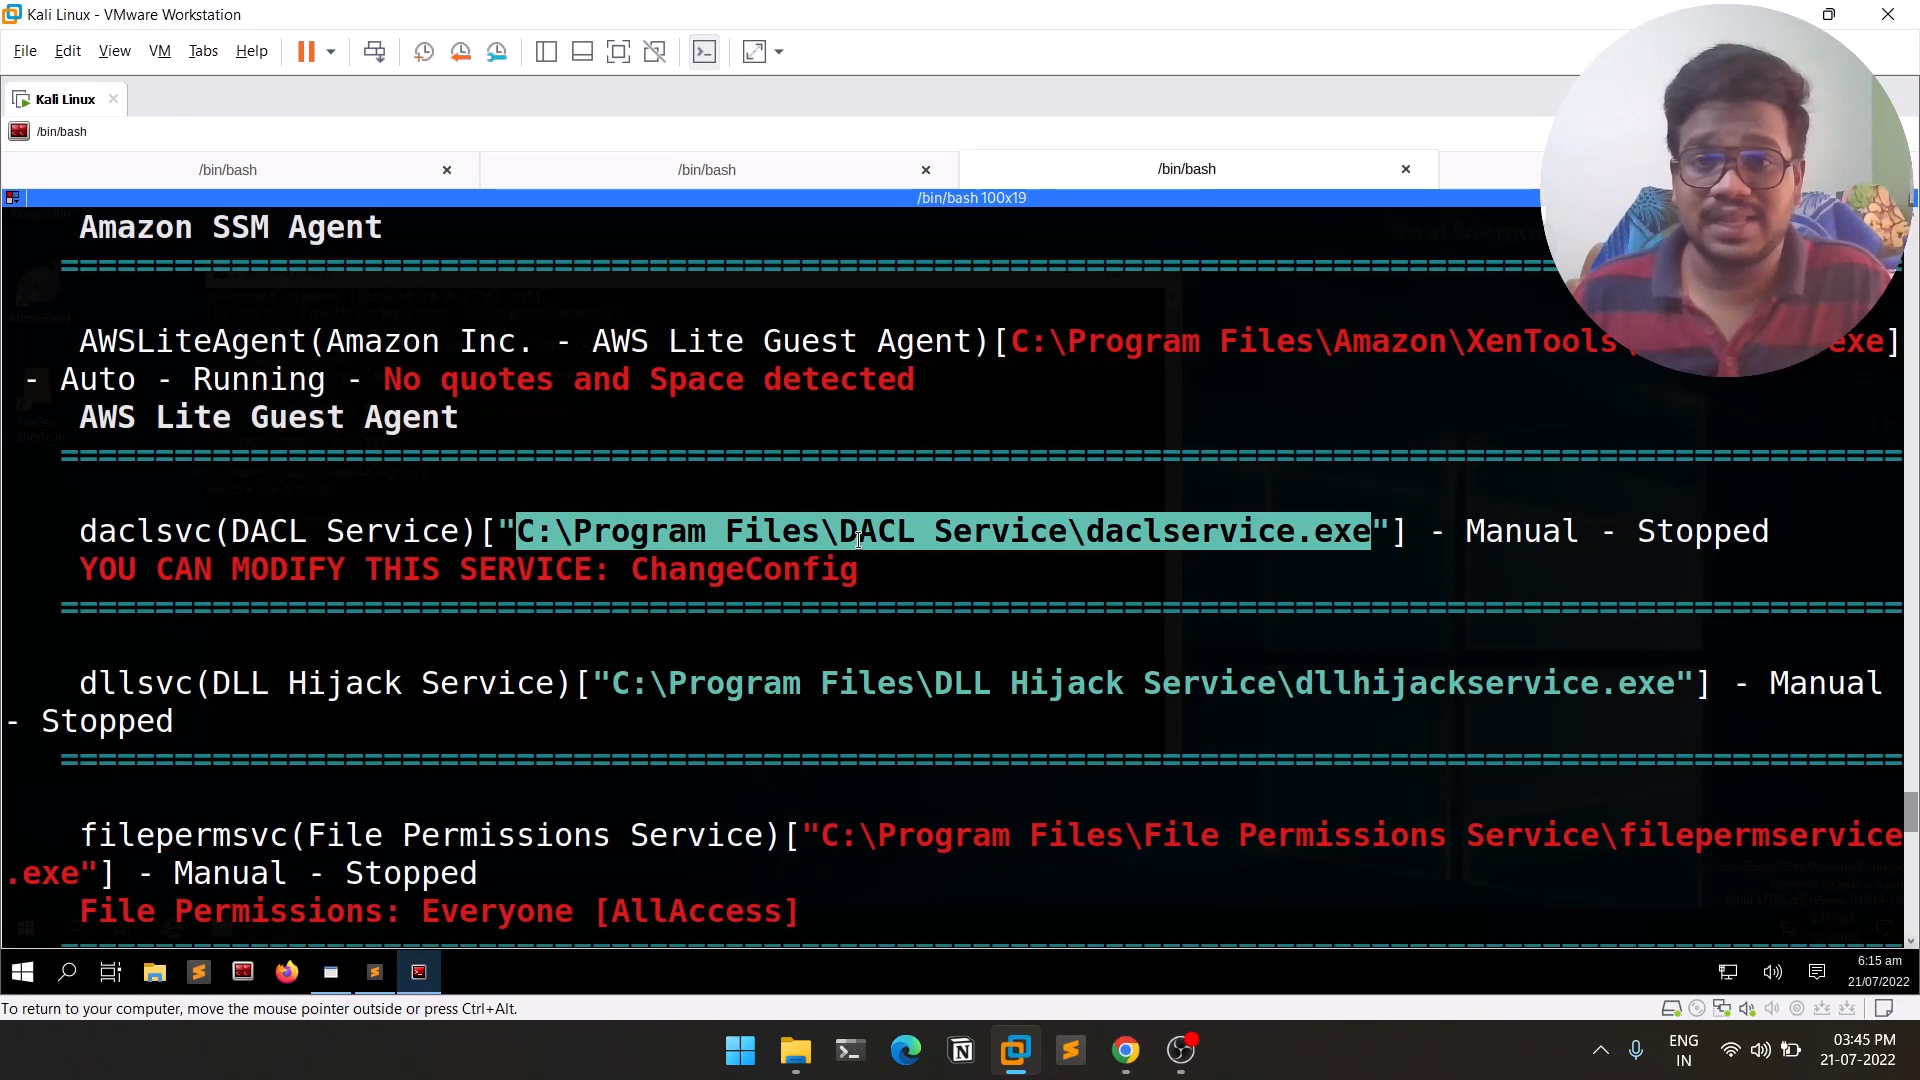 Kali Linux - VMware Workstation
File Edit View VM Tabs Help
Kali Linux
/bin/bash
/bin/bash /bin/bash /bin/bash
/bin/bash 100x19
Amazon SSM Agent
=================================================================================================
AWSLiteAgent(Amazon Inc. - AWS Lite Guest Agent)[C:\Program Files\Amazon\XenTools\ exe]
- Auto - Running - No quotes and Space detected
AWS Lite Guest Agent
=================================================================================================
daclsvc(DACL Service)["C:\Program Files\DACL Service\daclservice.exe"] - Manual - Stopped
YOU CAN MODIFY THIS SERVICE: ChangeConfig
=================================================================================================
dllsvc(DLL Hijack Service)["C:\Program Files\DLL Hijack Service\dllhijackservice.exe"] - Manual
- Stopped
=================================================================================================
filepermsvc(File Permissions Service)["C:\Program Files\File Permissions Service\filepermservice
.exe"] - Manual - Stopped
File Permissions: Everyone [AllAccess]
=================================================================================================
6:15 am
21/07/2022
To return to your computer, move the mouse pointer outside or press Ctrl+Alt.
ENG
IN
03:45 PM
21-07-2022